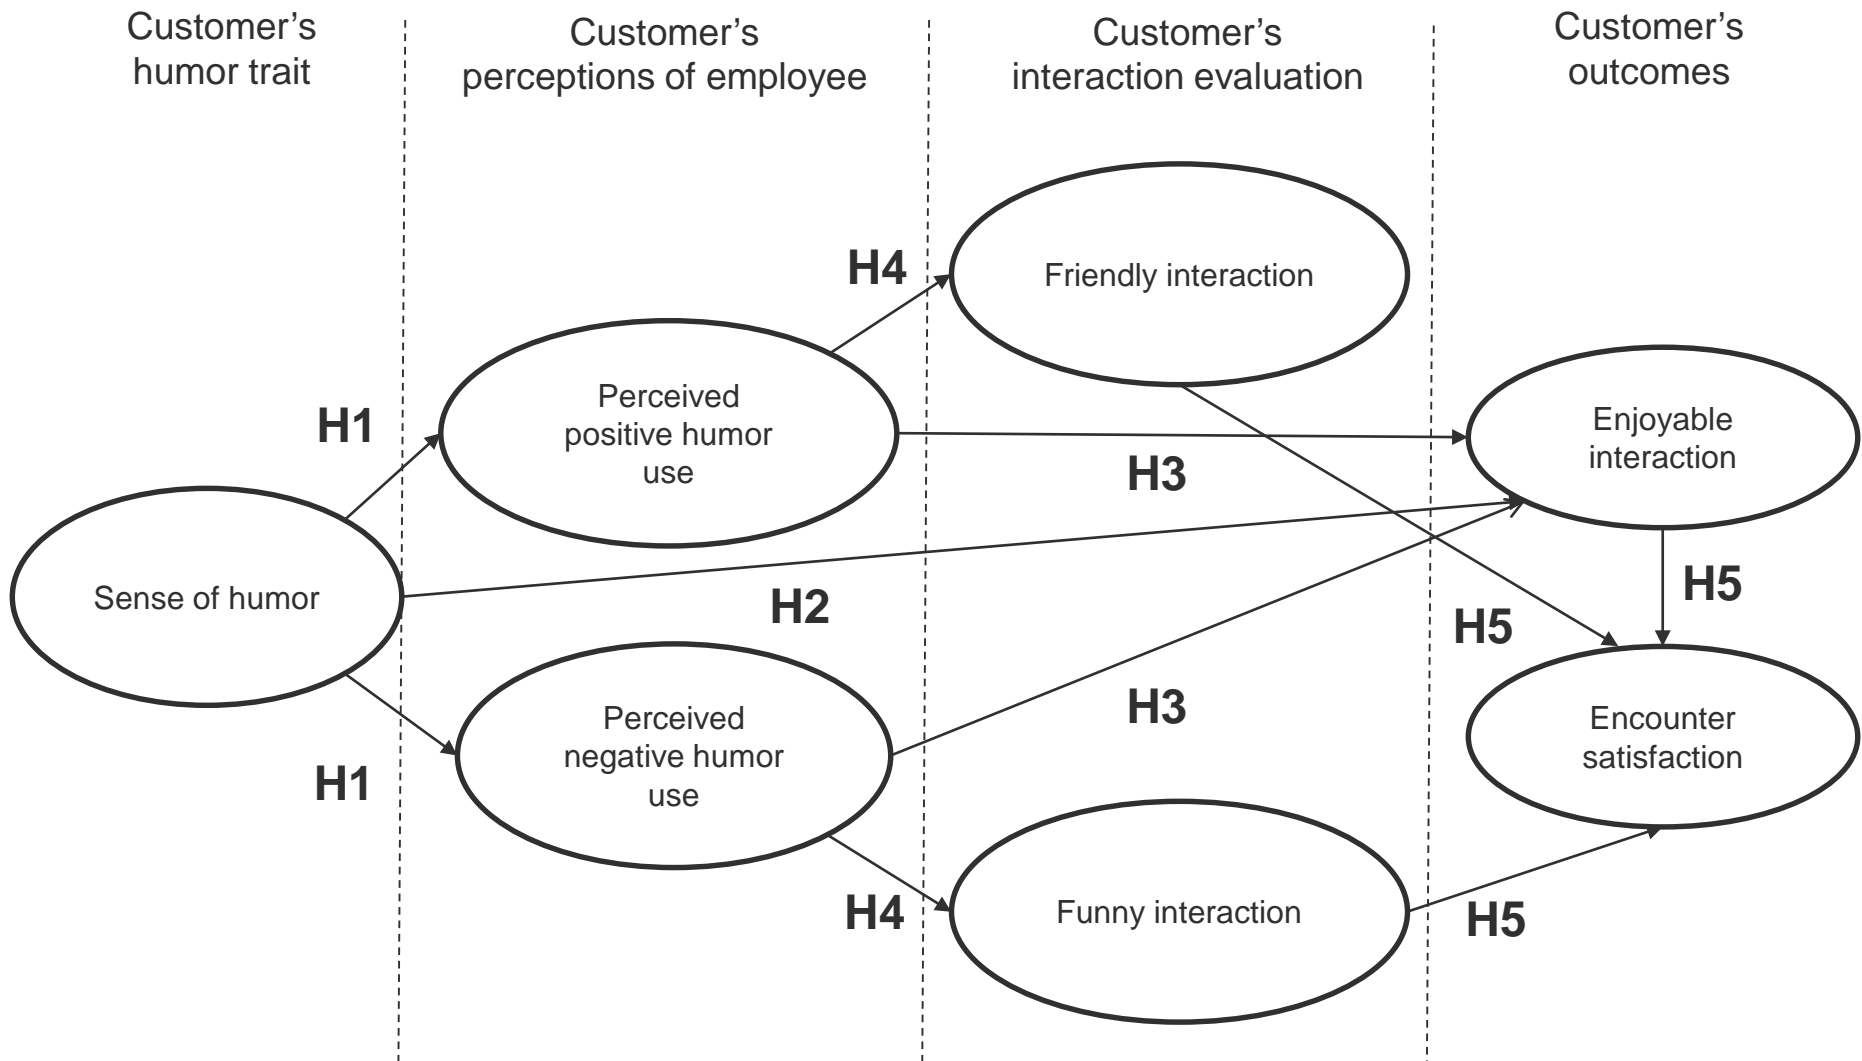 Customer’s
humor trait
Customer’s
perceptions of employee
Customer’s
interaction evaluation
Customer’s
outcomes
H4
Friendly interaction
H1
Perceived
positive humor
use
H3
Enjoyable
interaction
Sense of humor
H2
H5
H5
H1
Perceived
negative humor
use
H3
Encounter
satisfaction
H4
Funny interaction
H5